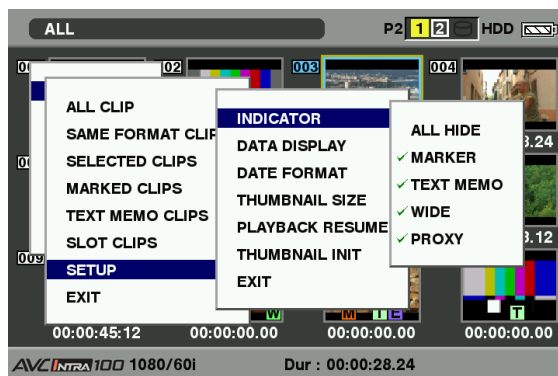 ALL
P2 1 2 HDD
02
003
004
ALL CLIP
SAME FORMAT CLIP
SELECTED CLIPS
MARKED CLIPS
TEXT MEMO CLIPS
SLOT CLIPS
SETUP
EXIT
INDICATOR
DATA DISPLAY
DATE FORMAT
THUMBNAIL SIZE
PLAYBACK RESUME
THUMBNAIL INIT
EXIT
ALL HIDE
MARKER
TEXT MEMO
WIDE
PROXY
3.24
3.12
009
W
M T E
T
00:00:45:12 00:00:00.00 00:00:00.00 00:00:00.00
AVC INTRA 100 1080/60i Dur : 00:00:28.24